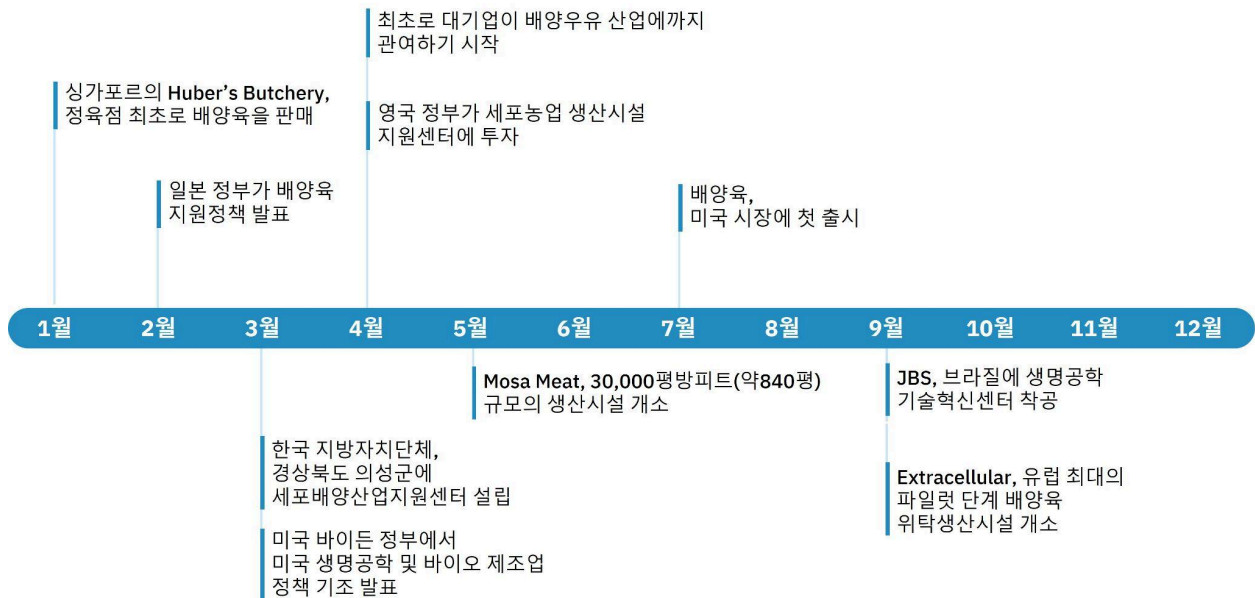 최초로 대기업이 배양우유 산업에까지
관여하기 시작
싱가포르의 Huber's Butchery,
정육점 최초로 배양육을 판매
영국 정부가 세포농업 생산시설
지원센터에 투자
일본 정부가 배양육
지원정책 발표
배양육,
미국 시장에 첫 출시
1월 2월 3월 4월 5월 6월 7월 8월 9월 10월 11월 12월
Mosa Meat, 30,000평방피트(약840평)
규모의 생산시설 개소
JBS, 브라질에 생명공학
기술혁신센터 착공
한국 지방자치단체,
경상북도 의성군에
세포배양산업지원센터 설립
Extracellular, 유럽 최대의
파일럿 단계 배양육
위탁생산시설 개소
미국 바이든 정부에서
미국 생명공학 및 바이오 제조업
정책 기조 발표